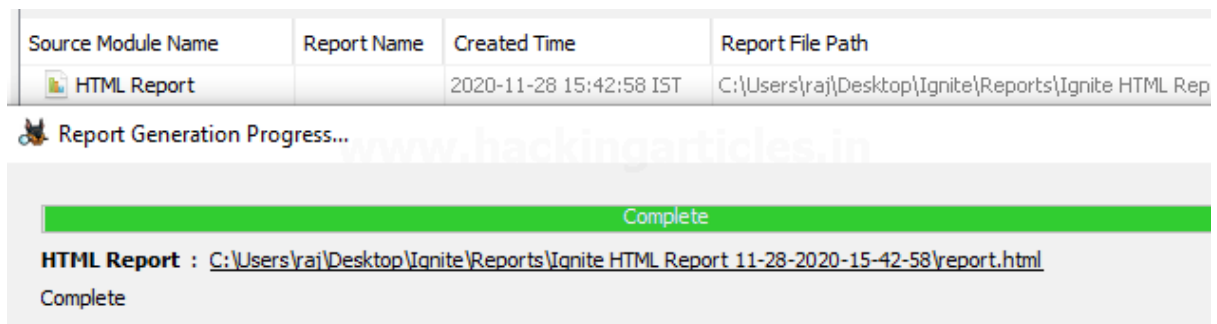 Source Module Name Report Name Created Time Report File Path
HTML Report 2020-11-28 15:42:58 IST C:\Users\raj\Desktop\Ignite\Reports\Ignite HTML Rep
Report Generation Progress...
www.hackingarticles.in
Complete
HTML Report : C:\Users\raj\Desktop\Ignite\Reports\Ignite HTML Report 11-28-2020-15-42-58\report.html
Complete